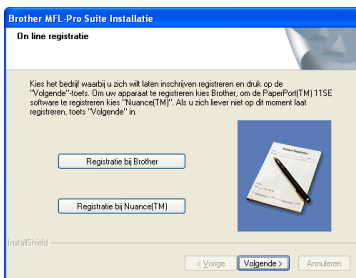 Brother MFL-Pro Suite Installatie
On line registratie
Kies het bedrijf waarbij u zich wilt laten inschrijven registreren en druk op de
"Volgende"-toets. Om uw apparaat te registreren kies Brother, om de PaperPort(TM) 11SE
software te registreren kies "Nuance(TM)". Als u zich liever niet op dit moment laat
registreren, toets "Volgende" in.
Registratie bij Brother
Product Registration
Registratie bij Nuance(TM)
InstallShield
< Vorige
Volgende >
Annuleren